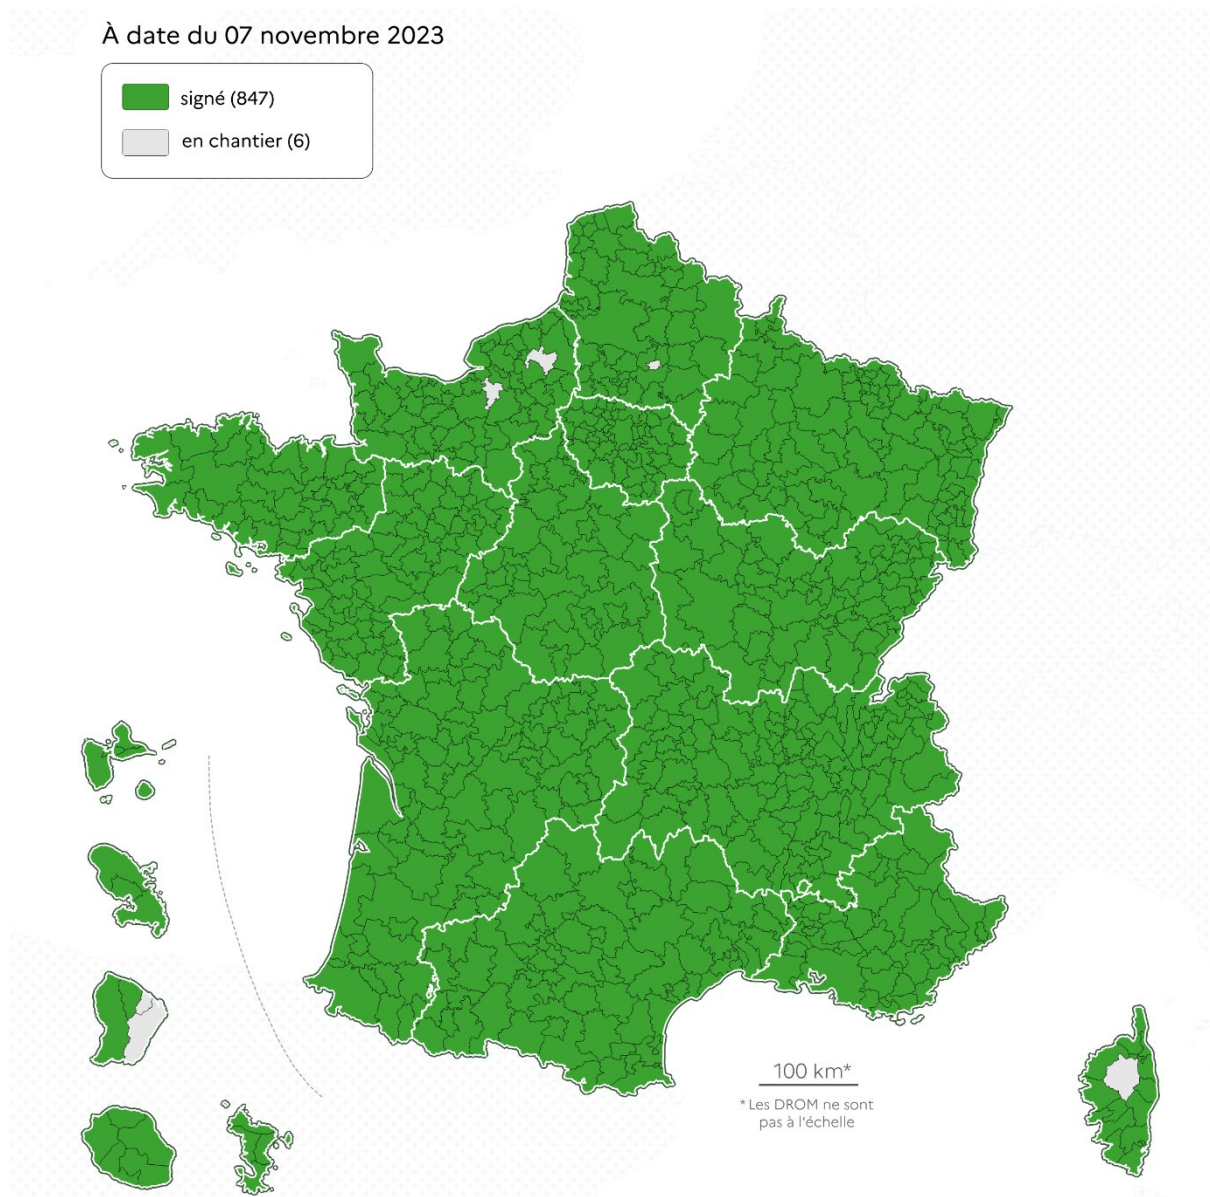 À date du 07 novembre 2023
signé (847)
en chantier (6)
100 km*
* Les DROM ne sont
pas à l'échelle